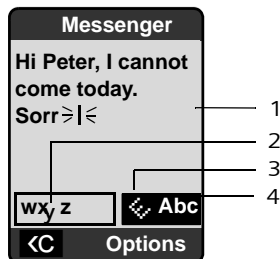 Messenger
Hi Peter, I cannot
come today.
Sorr
1
2
3
4
wxy z
Abc
<C
Options